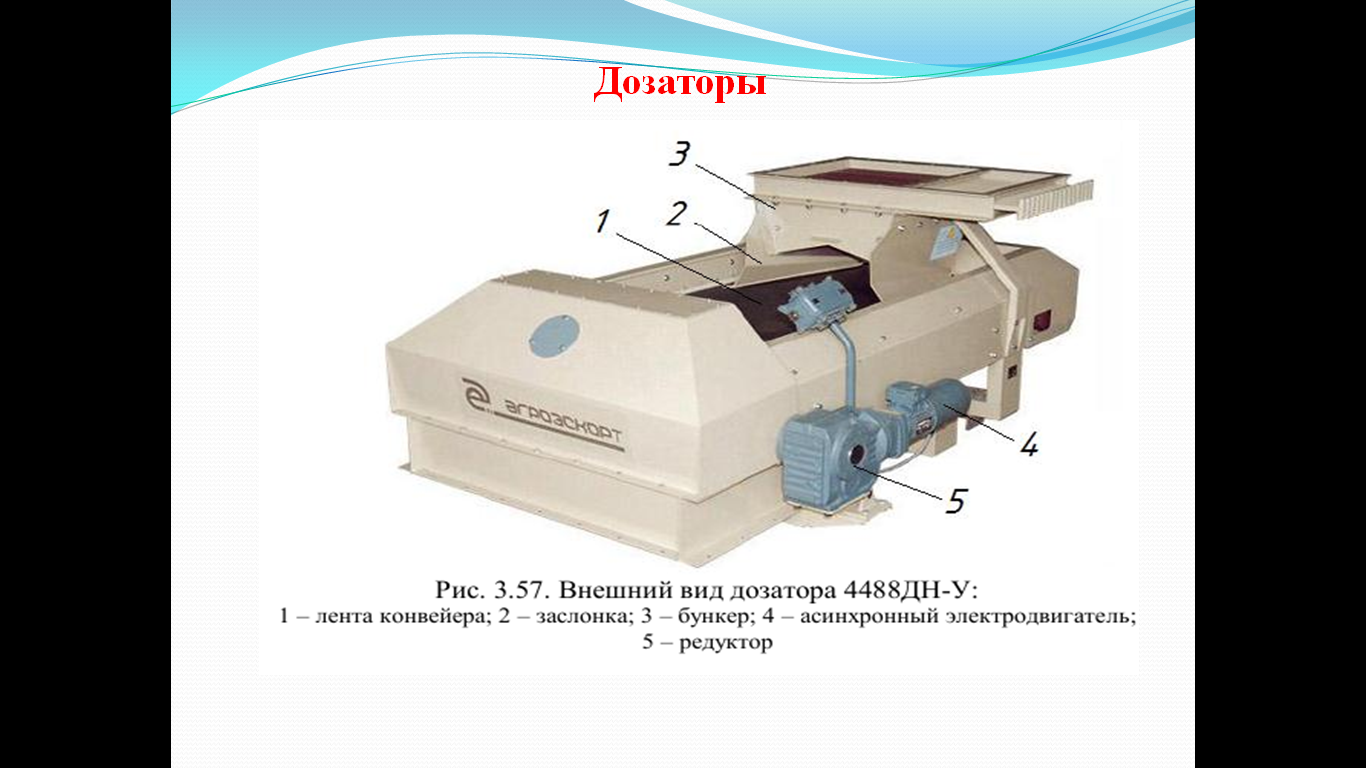 Дозаторы
3
1
2
агроэскорт
4
5
Рис. 3.57. Внешний вид дозатора 4488ДН-У:
1 – лента конвейера; 2 – заслонка; 3 – бункер; 4 – асинхронный электродвигатель;
5 – редуктор